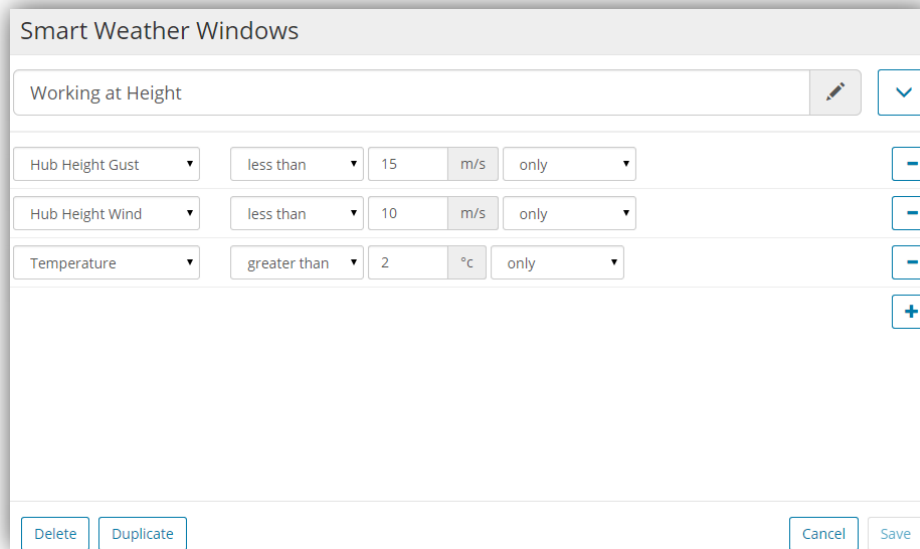 Smart Weather Windows
Working at Height
Hub Height Gust less than 15 m/s only
Hub Height Wind less than 10 m/s only
Temperature greater than 2 °c only
Delete Duplicate Cancel Save